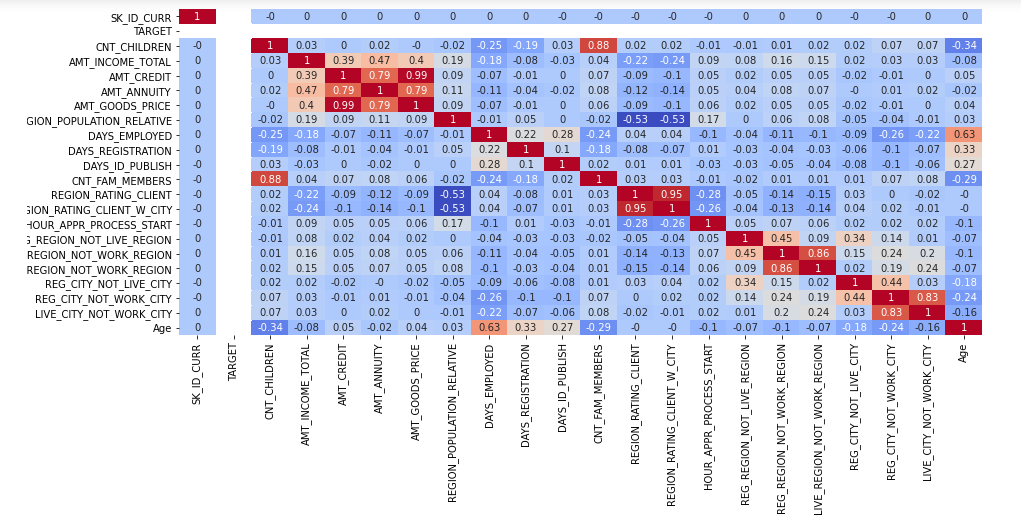 SK_ID_CURR 1 -0 0 0 0 -0 0 0 0 -0 -0 -0 -0 -0 0 0 0 -0 -0 0 0
TARGET
CNT_CHILDREN -0 1 0.03 0 0.02 -0 -0.02 -0.25 -0.19 0.03 0.88 0.02 0.02 -0.01 -0.01 0.01 0.02 0.02 0.07 0.07 -0.34
AMT_INCOME_TOTAL -0 0.03 1 0.39 0.47 0.4 0.19 -0.18 -0.08 -0.03 0.04 -0.22 -0.24 0.09 0.08 0.16 0.15 0.02 0.03 0.03 -0.08
AMT_CREDIT 0 0 0.39 1 0.79 0.99 0.09 -0.07 -0.01 0 0.07 -0.09 -0.1 0.05 0.02 0.05 0.05 -0.02 -0.01 0 0.05
AMT_ANNUITY 0 0.02 0.47 0.79 1 0.79 0.11 -0.11 -0.04 -0.02 0.08 -0.12 -0.14 0.05 0.04 0.08 0.07 -0 0.01 0.02 -0.02
AMT_GOODS_PRICE 0 -0 0.4 0.99 0.79 1 0.09 -0.07 -0.01 0 0.06 -0.09 -0.1 0.06 0.02 0.05 0.05 -0.02 -0.01 0 0.04
GION_POPULATION_RELATIVE 0 -0.02 0.19 0.09 0.11 0.09 1 -0.01 0.05 0 -0.02 -0.53 -0.53 0.17 0 0.06 0.08 -0.05 -0.04 -0.01 0.03
DAYS_EMPLOYED 0 -0.25 -0.18 -0.07 -0.11 -0.07 -0.01 1 0.22 0.28 -0.24 0.04 0.04 -0.1 -0.04 -0.11 -0.1 -0.09 -0.26 -0.22 0.63
DAYS_REGISTRATION 0 -0.19 -0.08 -0.01 -0.04 -0.01 0.05 0.22 1 0.1 -0.18 -0.08 -0.07 0.01 -0.03 -0.04 -0.03 -0.06 -0.1 -0.07 0.33
DAYS_ID_PUBLISH -0 0.03 -0.03 0 -0.02 0 0 0.28 0.1 1 0.02 0.01 0.01 -0.03 -0.03 -0.05 -0.04 -0.08 -0.1 -0.06 0.27
CNT_FAM_MEMBERS -0 0.88 0.04 0.07 0.08 0.06 -0.02 -0.24 -0.18 0.02 1 0.03 0.03 -0.01 -0.02 0.01 0.01 0.01 0.07 0.08 -0.29
REGION_RATING_CLIENT -0 0.02 -0.22 -0.09 -0.12 -0.09 -0.53 0.04 -0.08 0.01 0.03 1 0.95 -0.28 -0.05 -0.14 -0.15 0.03 0 -0.02 -0
GION_RATING_CLIENT_W_CITY -0 0.02 -0.24 -0.1 -0.14 -0.1 -0.53 0.04 -0.07 0.01 0.03 0.95 1 -0.26 -0.04 -0.13 -0.14 0.04 0.02 -0.01 -0
HOUR_APPR_PROCESS_START -0 -0.01 0.09 0.05 0.05 0.06 0.17 -0.1 0.01 -0.03 -0.01 -0.28 -0.26 1 0.05 0.07 0.06 0.02 0.02 0.01 -0.1
G_REGION_NOT_LIVE_REGION 0 -0.01 0.08 0.02 0.04 0.02 0 -0.04 -0.03 -0.03 -0.02 -0.05 -0.04 0.05 1 0.45 0.09 0.34 0.14 0.01 -0.07
REGION_NOT_WORK_REGION 0 0.01 0.16 0.05 0.08 0.05 0.06 -0.11 -0.04 -0.05 0.01 -0.14 -0.13 0.07 0.45 1 0.86 0.15 0.24 0.2 -0.1
REGION_NOT_WORK_REGION 0 0.02 0.15 0.05 0.07 0.05 0.08 -0.1 -0.03 -0.04 0.01 -0.15 -0.14 0.06 0.09 0.86 1 0.02 0.19 0.24 -0.07
REG_CITY_NOT_LIVE_CITY -0 0.02 0.02 -0.02 -0 -0.02 -0.05 -0.09 -0.06 -0.08 0.01 0.03 0.04 0.02 0.34 0.15 0.02 1 0.44 0.03 -0.18
REG_CITY_NOT_WORK_CITY -0 0.07 0.03 -0.01 0.01 -0.01 -0.04 -0.26 -0.1 -0.1 0.07 0 0.02 0.02 0.14 0.24 0.19 0.44 1 0.83 -0.24
LIVE_CITY_NOT_WORK_CITY 0 0.07 0.03 0 0.02 0 -0.01 -0.22 -0.07 -0.06 0.08 -0.02 -0.01 0.01 0.01 0.2 0.24 0.03 0.83 1 -0.16
Age 0 -0.34 -0.08 0.05 -0.02 0.04 0.03 0.63 0.33 0.27 -0.29 -0 -0 -0.1 -0.07 -0.1 -0.07 -0.18 -0.24 -0.16 1
SK_ID_CURR
TARGET
CNT_CHILDREN
AMT_INCOME_TOTAL
AMT_CREDIT
AMT_ANNUITY
AMT_GOODS_PRICE
REGION_POPULATION_RELATIVE
DAYS_EMPLOYED
DAYS_REGISTRATION
DAYS_ID_PUBLISH
CNT_FAM_MEMBERS
REGION_RATING_CLIENT
REGION_RATING_CLIENT_W_CITY
HOUR_APPR_PROCESS_START
REG_REGION_NOT_LIVE_REGION
REG_REGION_NOT_WORK_REGION
LIVE_REGION_NOT_WORK_REGION
REG_CITY_NOT_LIVE_CITY
REG_CITY_NOT_WORK_CITY
LIVE_CITY_NOT_WORK_CITY
Age